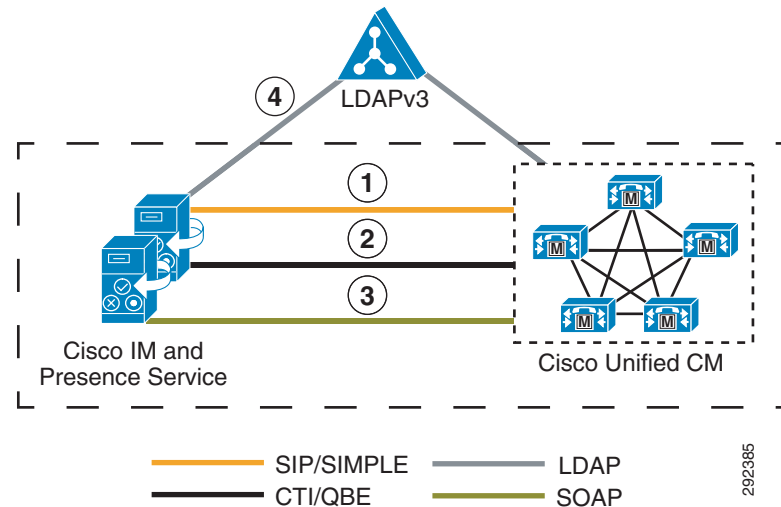 LDAPv3
4
1
2
3
M
M
M
M
M
Cisco IM and
Presence Service
Cisco Unified CM
SIP/SIMPLE
LDAP
CTI/QBE
SOAP
292385